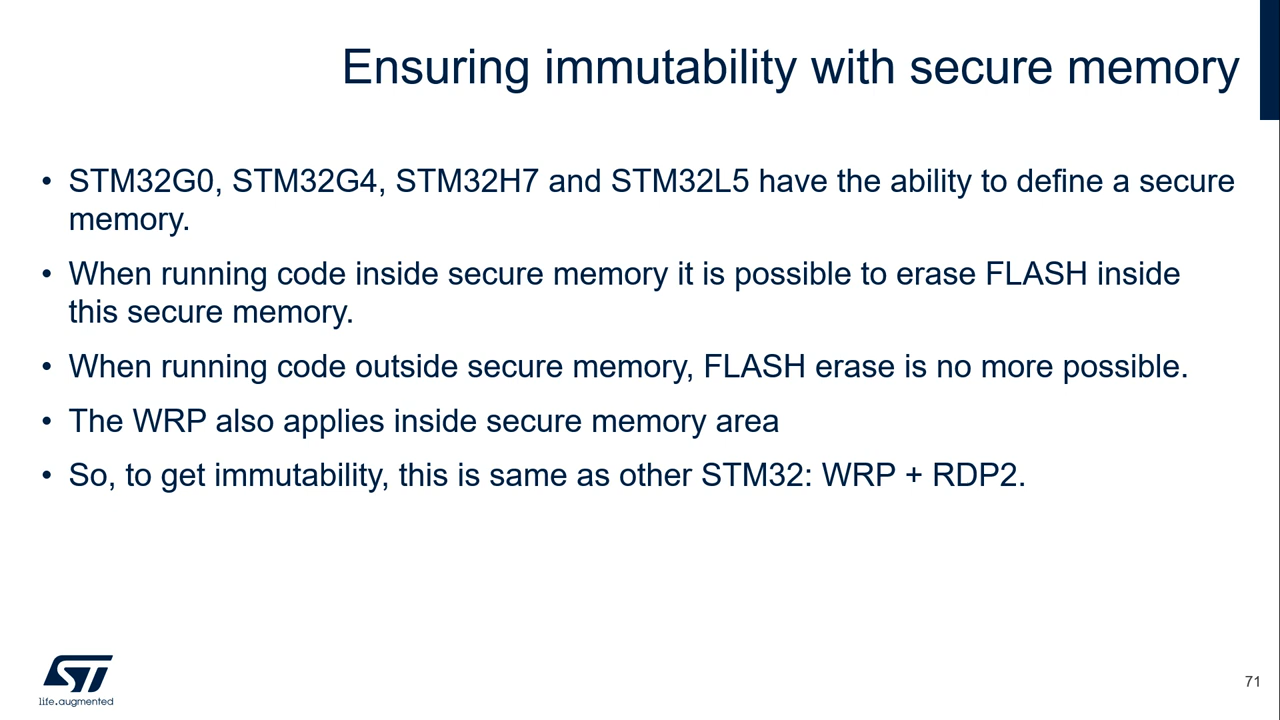 Ensuring immutability with secure memory
• STM32G0, STM32G4, STM32H7 and STM32L5 have the ability to define a secure
memory.
• When running code inside secure memory it is possible to erase FLASH inside
this secure memory.
• When running code outside secure memory, FLASH erase is no more possible.
• The WRP also applies inside secure memory area
• So, to get immutability, this is same as other STM32: WRP + RDP2.
ST
life.augmented
71